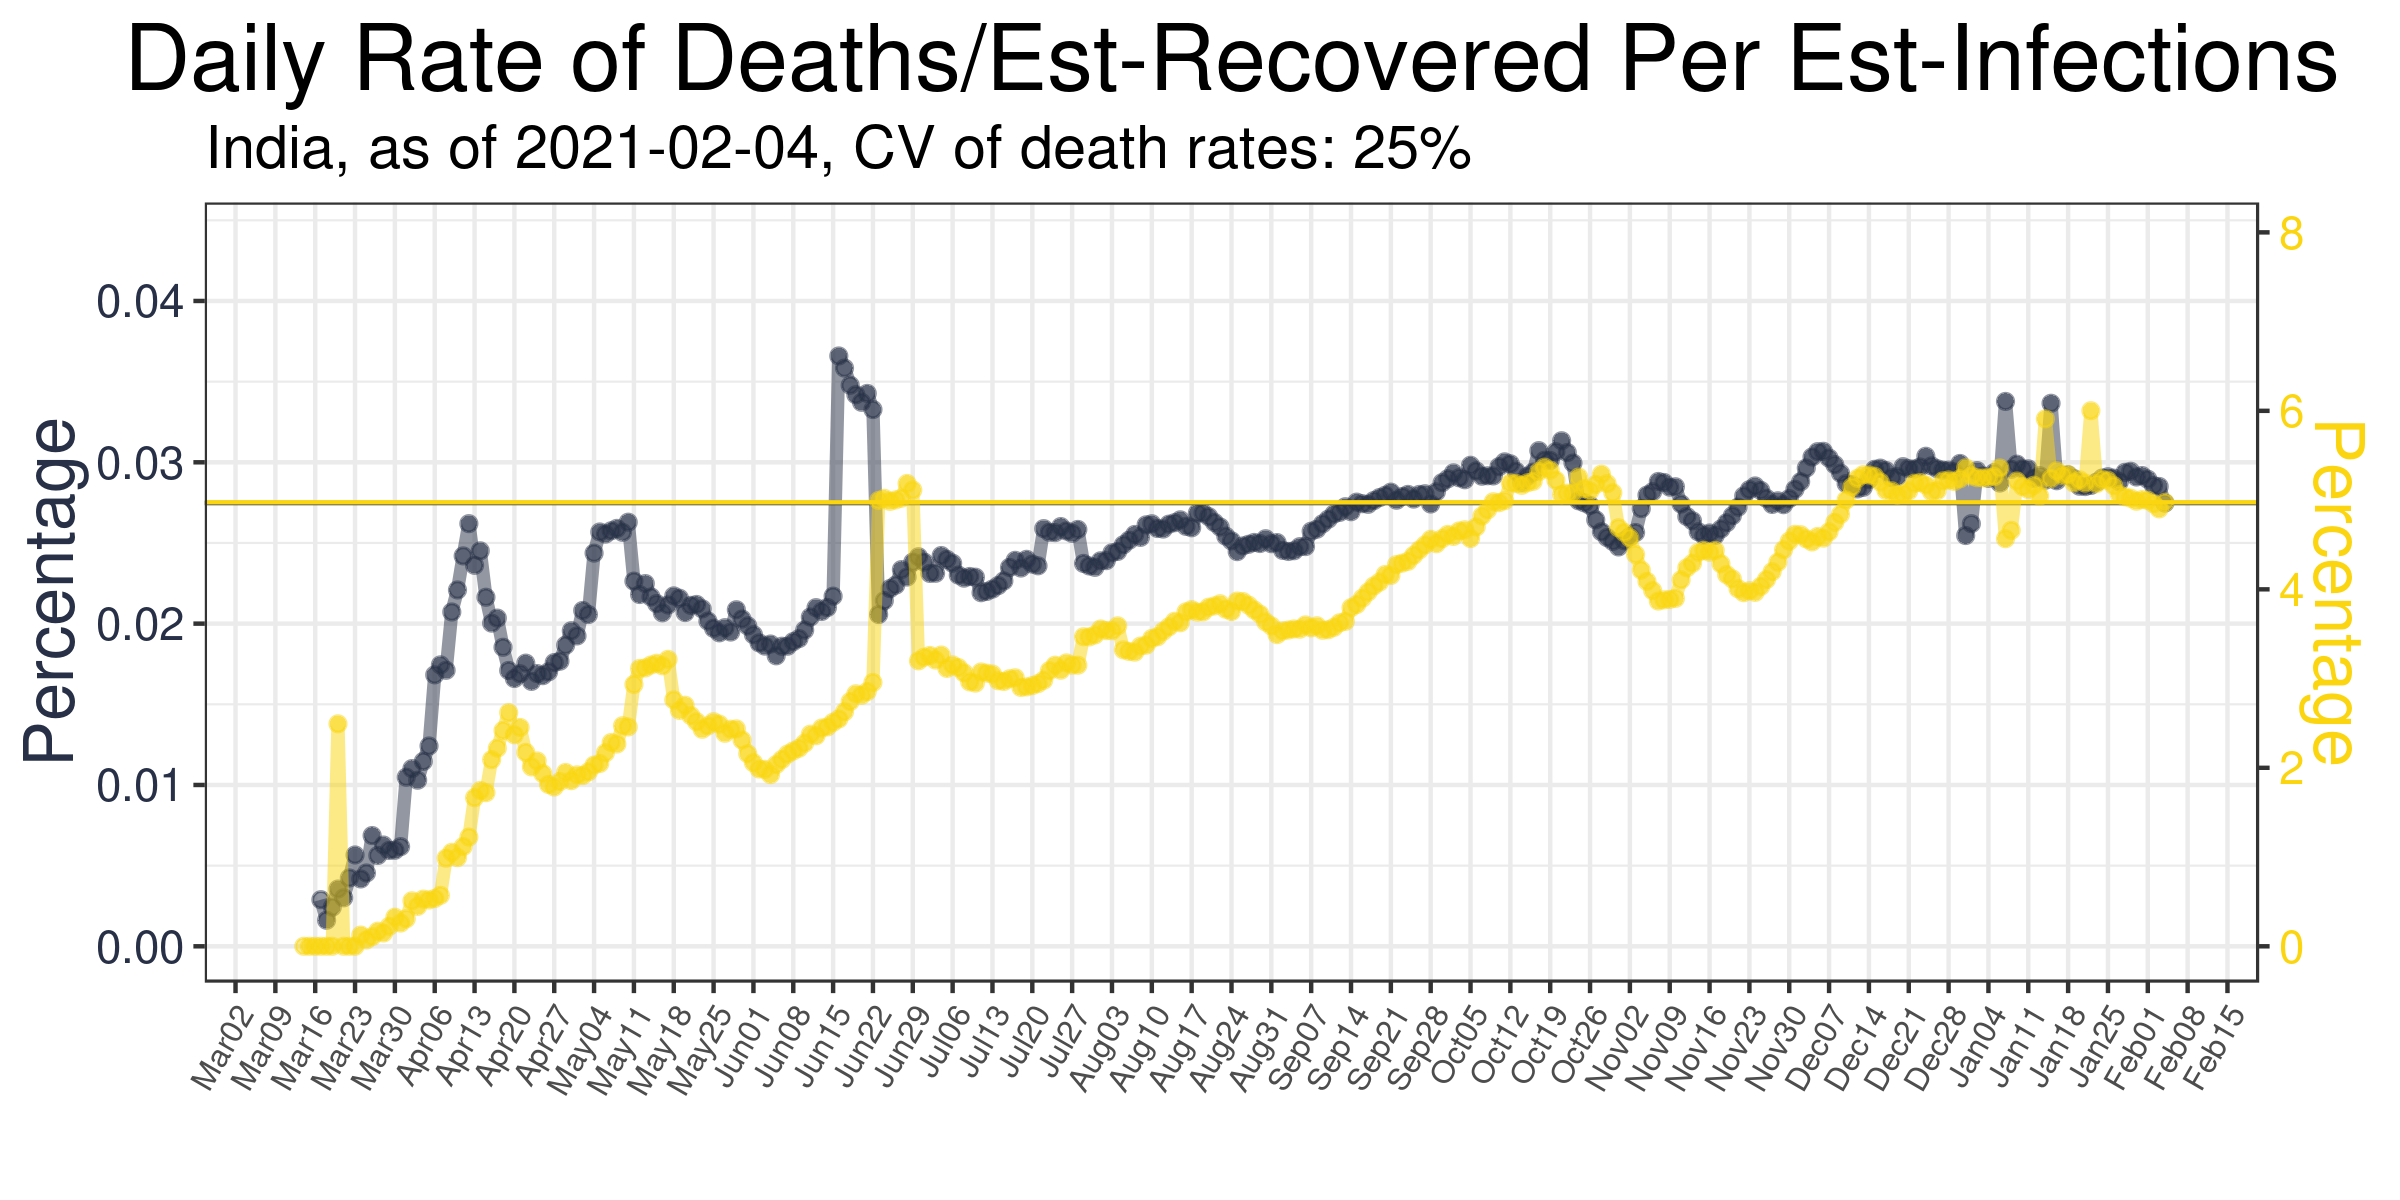 Daily Rate of Deaths/Est-Recovered Per Est-Infections
India, as of 2021-02-04, CV of death rates: 25%
Percentage
0.04
0.03
0.02
0.01
0.00
8
6
4
2
0
Percentage
Mar02
Mar09
Mar16
Mar23
Mar30
Apr06
Apr13
Apr20
Apr27
May04
May11
May18
May25
Jun01
Jun08
Jun15
Jun22
Jun29
Jul06
Jul13
Jul20
Jul27
Aug03
Aug10
Aug17
Aug24
Aug31
Sep07
Sep14
Sep21
Sep28
Oct05
Oct12
Oct19
Oct26
Nov02
Nov09
Nov16
Nov23
Nov30
Dec07
Dec14
Dec21
Dec28
Jan04
Jan11
Jan18
Jan25
Feb01
Feb08
Feb15